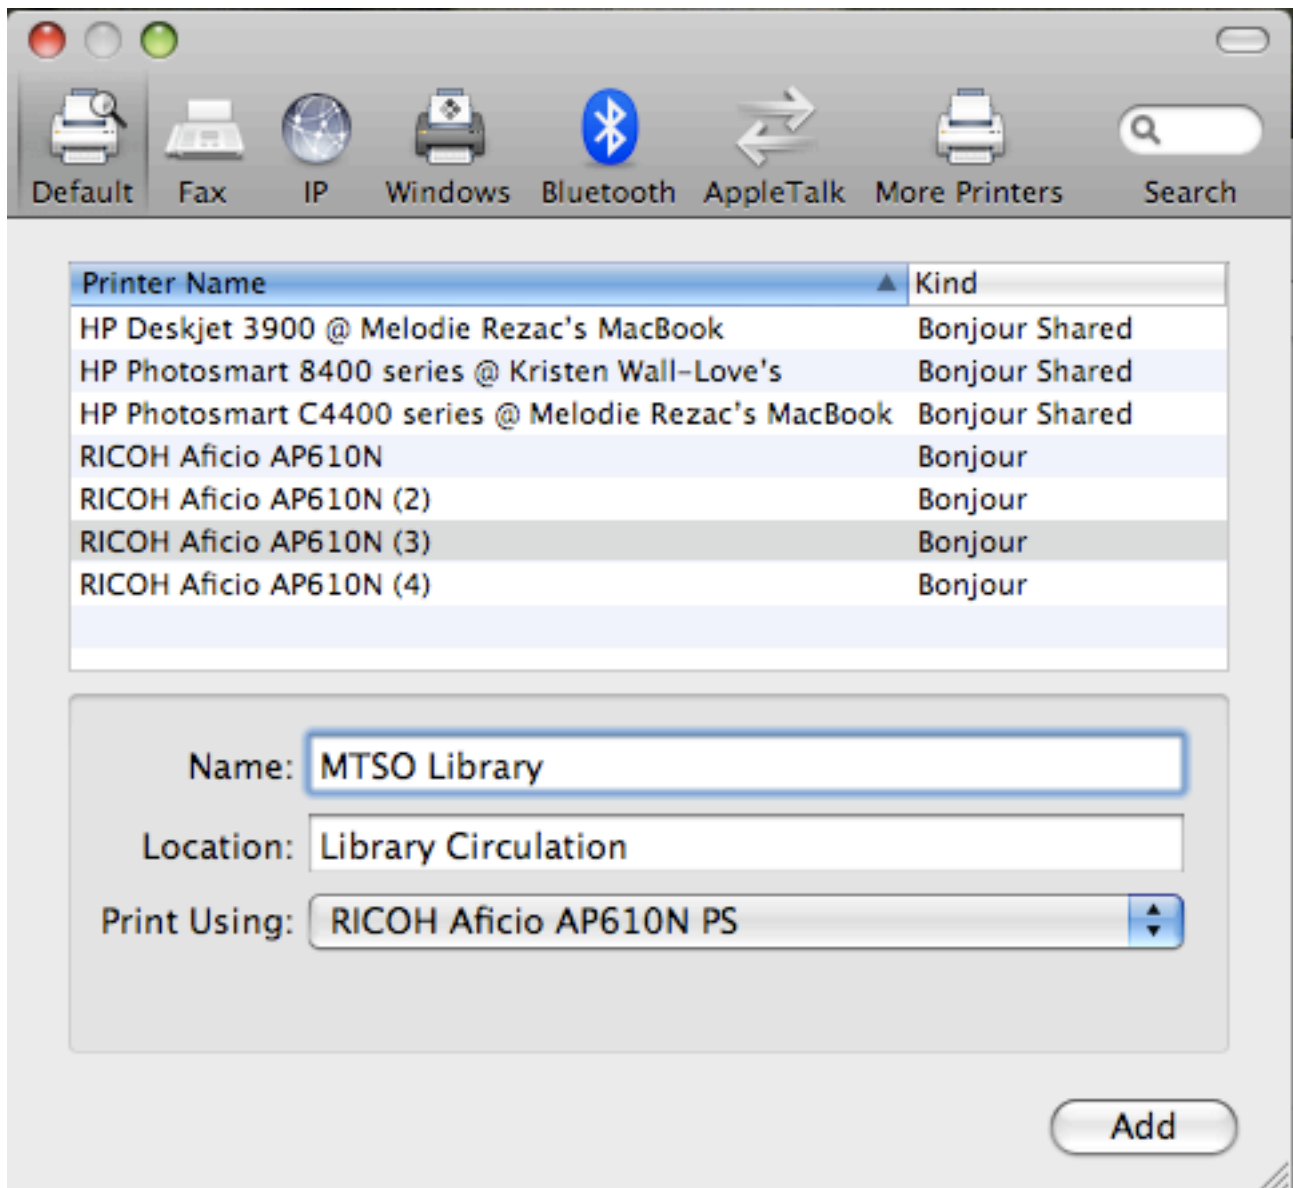 Default Fax IP Windows Bluetooth AppleTalk More Printers Search
Printer Name Kind
HP Deskjet 3900 @ Melodie Rezac's MacBook Bonjour Shared
HP Photosmart 8400 series @ Kristen Wall-Love's Bonjour Shared
HP Photosmart C4400 series @ Melodie Rezac's MacBook Bonjour Shared
RICOH Aficio AP610N Bonjour
RICOH Aficio AP610N (2) Bonjour
RICOH Aficio AP610N (3) Bonjour
RICOH Aficio AP610N (4) Bonjour
Name: MTSO Library
Location: Library Circulation
Print Using: RICOH Aficio AP610N PS
Add